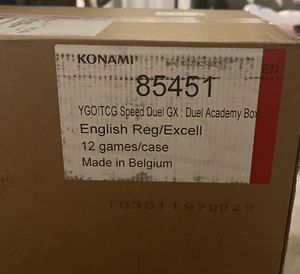 KONAMI
85451
EN
YGO!TCG Speed Duel GX : Duel Academy Box
English Reg/Excell
12 games/case
Made in Belgium
T93811970029